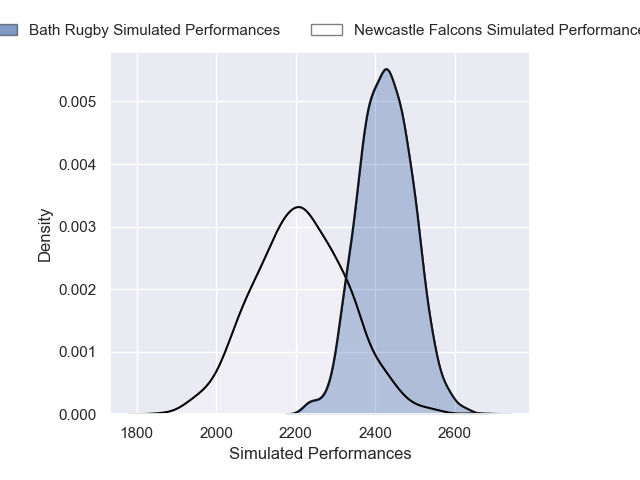 Bath Rugby Simulated Performances
Newcastle Falcons Simulated Performance
0.005
0.004
0.003
0.002
0.001
0.000
Density
1800 2000 2200 2400 2600
Simulated Performances